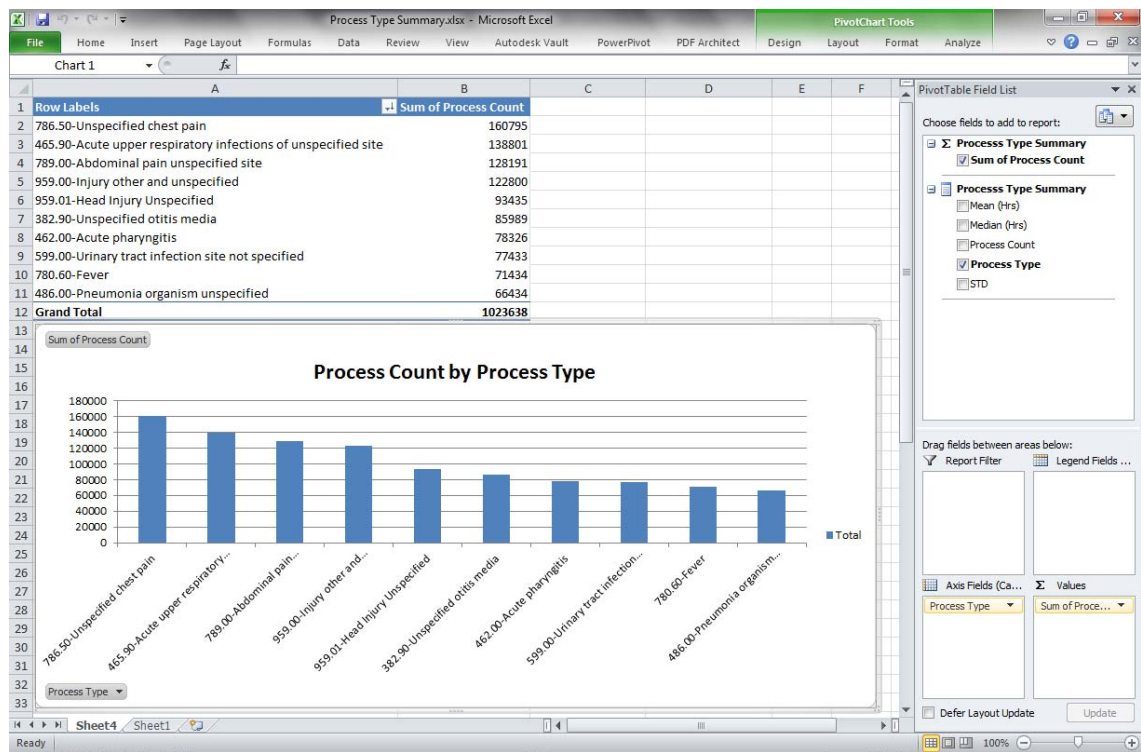 Process Type Summary.xlsx - Microsoft Excel
PivotChart Tools
File Home Insert Page Layout Formulas Data Review View Autodesk Vault PowerPivot PDF Architect Design Layout Format Analyze
Chart 1 fx
A B C D E F
1 Row Labels Sum of Process Count
2 786.50-Unspecified chest pain 160795
3 465.90-Acute upper respiratory infections of unspecified site 138801
4 789.00-Abdominal pain unspecified site 128191
5 959.00-Injury other and unspecified 122800
6 959.01-Head Injury Unspecified 93435
7 382.90-Unspecified otitis media 85989
8 462.00-Acute pharyngitis 78326
9 599.00-Urinary tract infection site not specified 77433
10 780.60-Fever 71434
11 486.00-Pneumonia organism unspecified 66434
12 Grand Total 1023638
13
14
15
16
17
18
19
20
21
22
23
24
25
26
27
28
29
30
31
32
33
Sum of Process Count
Process Count by Process Type
180000
160000
140000
120000
100000
80000
60000
40000
20000
0
786.50-Unspecified chest pain
465.90-Acute upper respiratory...
789.00-Abdominal pain...
959.00-Injury other and...
959.01-Head Injury Unspecified
382.90-Unspecified otitis media
462.00-Acute pharyngitis
599.00-Urinary tract infection...
780.60-Fever
486.00-Pneumonia organism...
Total
Process Type
PivotTable Field List
Choose fields to add to report:
Σ Processs Type Summary
Sum of Process Count
Processs Type Summary
Mean (Hrs)
Median (Hrs)
Process Count
Process Type
STD
Drag fields between areas below:
Report Filter Legend Fields ...
Axis Fields (Ca... Σ Values
Process Type Sum of Proce...
Defer Layout Update Update
Sheet4 Sheet1
Ready 100%